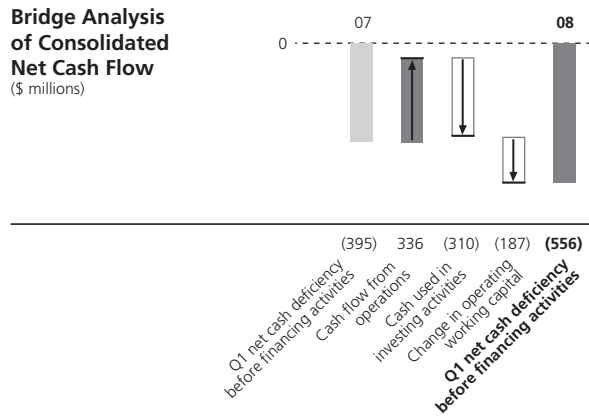 Bridge Analysis
of Consolidated
Net Cash Flow
($ millions)
07
08
0
(395)
336
(310)
(187)
(556)
Q1 net cash deficiency
before financing activities
Cash flow from
operations
Cash used in
investing activities
Change in operating
working capital
Q1 net cash deficiency
before financing activities